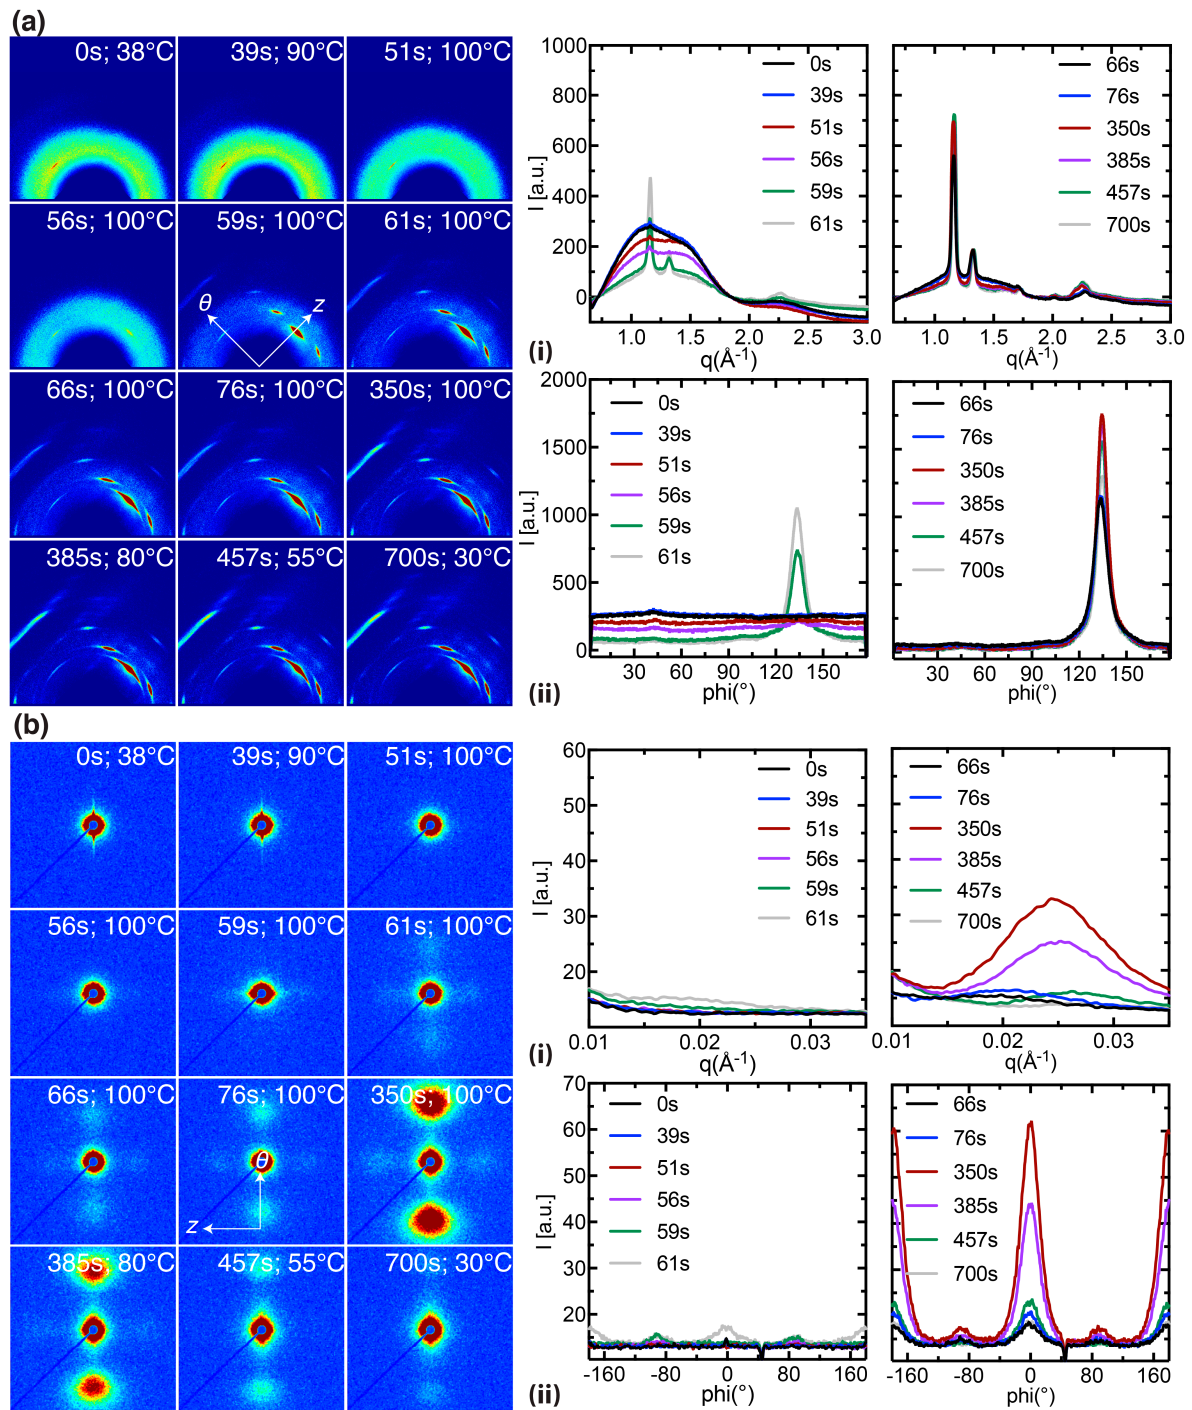 (a)
0s; 38°C 39s; 90°C 51s; 100°C
56s; 100°C 59s; 100°C 61s; 100°C
θ z
66s; 100°C 76s; 100°C 350s; 100°C
385s; 80°C 457s; 55°C 700s; 30°C
1000
800
600
400
200
0
I [a.u.]
0s
39s
51s
56s
59s
61s
1.0 1.5 2.0 2.5 3.0
q(Å-1)
66s
76s
350s
385s
457s
700s
1.0 1.5 2.0 2.5 3.0
q(Å-1)
(i)
2000
1500
1000
500
0
I [a.u.]
0s
39s
51s
56s
59s
61s
30 60 90 120 150
phi(°)
66s
76s
350s
385s
457s
700s
30 60 90 120 150
phi(°)
(ii)
(b)
0s; 38°C 39s; 90°C 51s; 100°C
56s; 100°C 59s; 100°C 61s; 100°C
66s; 100°C 76s; 100°C 350s; 100°C
θ
z
385s; 80°C 457s; 55°C 700s; 30°C
60
50
40
30
20
I [a.u.]
0s
39s
51s
56s
59s
61s
0.01 0.02 0.03
q(Å-1)
66s
76s
350s
385s
457s
700s
0.01 0.02 0.03
q(Å-1)
(i)
70
60
50
40
30
20
I [a.u.]
0s
39s
51s
56s
59s
61s
-160 -80 0 80 160
phi(°)
66s
76s
350s
385s
457s
700s
-160 -80 0 80 160
phi(°)
(ii)